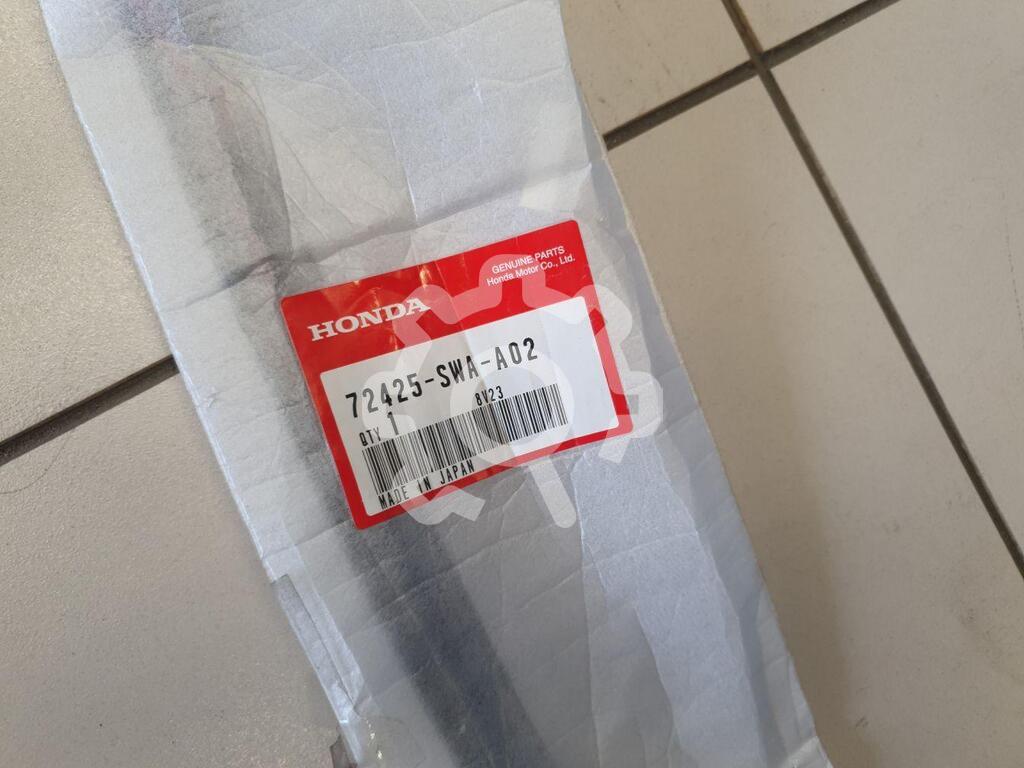 GENUINE PARTS
Honda Motor Co., Ltd.
HONDA
72425-SWA-A02
QTY 1 8V23
MADE IN JAPAN